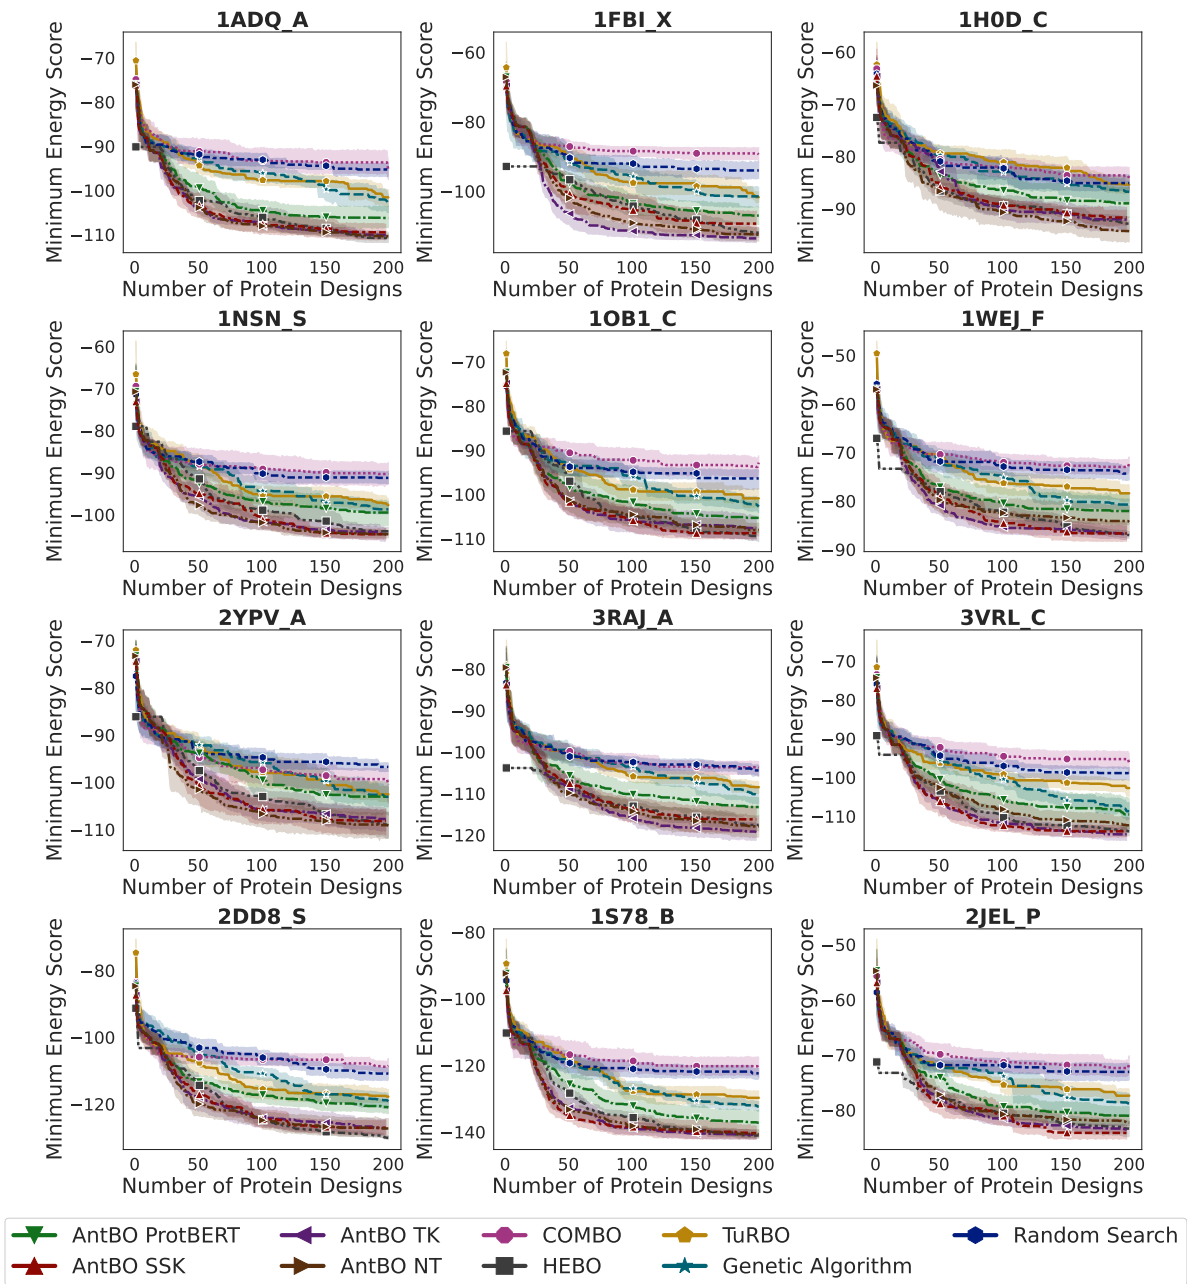 1ADQ_A 1FBI_X 1H0D_C
Minimum Energy Score Minimum Energy Score Minimum Energy Score
−70 −80 −90 −100 −110
−60 −80 −100
−60 −70 −80 −90
0 50 100 150 200 0 50 100 150 200 0 50 100 150 200
Number of Protein Designs Number of Protein Designs Number of Protein Designs
1NSN_S 1OB1_C 1WEJ_F
Minimum Energy Score Minimum Energy Score Minimum Energy Score
−60 −70 −80 −90 −100
−70 −80 −90 −100 −110
−50 −60 −70 −80 −90
0 50 100 150 200 0 50 100 150 200 0 50 100 150 200
Number of Protein Designs Number of Protein Designs Number of Protein Designs
2YPV_A 3RAJ_A 3VRL_C
Minimum Energy Score Minimum Energy Score Minimum Energy Score
−70 −80 −90 −100 −110
−80 −90 −100 −110 −120
−70 −80 −90 −100 −110
0 50 100 150 200 0 50 100 150 200 0 50 100 150 200
Number of Protein Designs Number of Protein Designs Number of Protein Designs
2DD8_S 1S78_B 2JEL_P
Minimum Energy Score Minimum Energy Score Minimum Energy Score
−80 −100 −120
−80 −100 −120 −140
−50 −60 −70 −80
0 50 100 150 200 0 50 100 150 200 0 50 100 150 200
Number of Protein Designs Number of Protein Designs Number of Protein Designs
AntBO ProtBERT AntBO TK COMBO TuRBO Random Search
AntBO SSK AntBO NT HEBO Genetic Algorithm